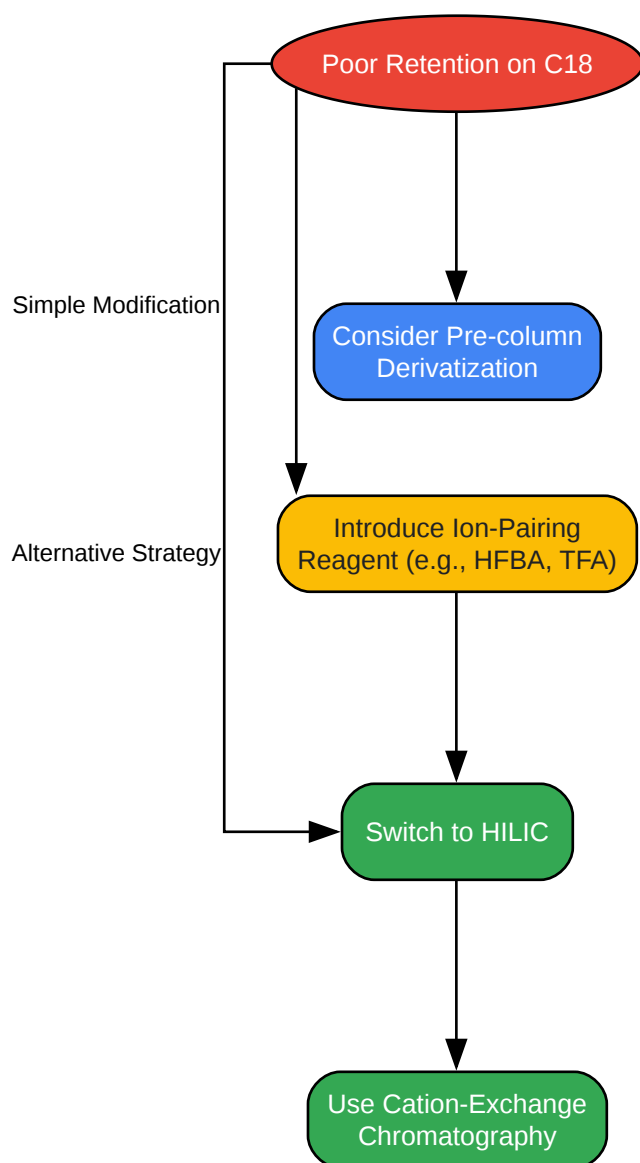 Poor Retention on C18
Simple Modification
Consider Pre-column
Derivatization
Introduce Ion-Pairing
Reagent (e.g., HFBA, TFA)
Alternative Strategy
Switch to HILIC
Use Cation-Exchange
Chromatography